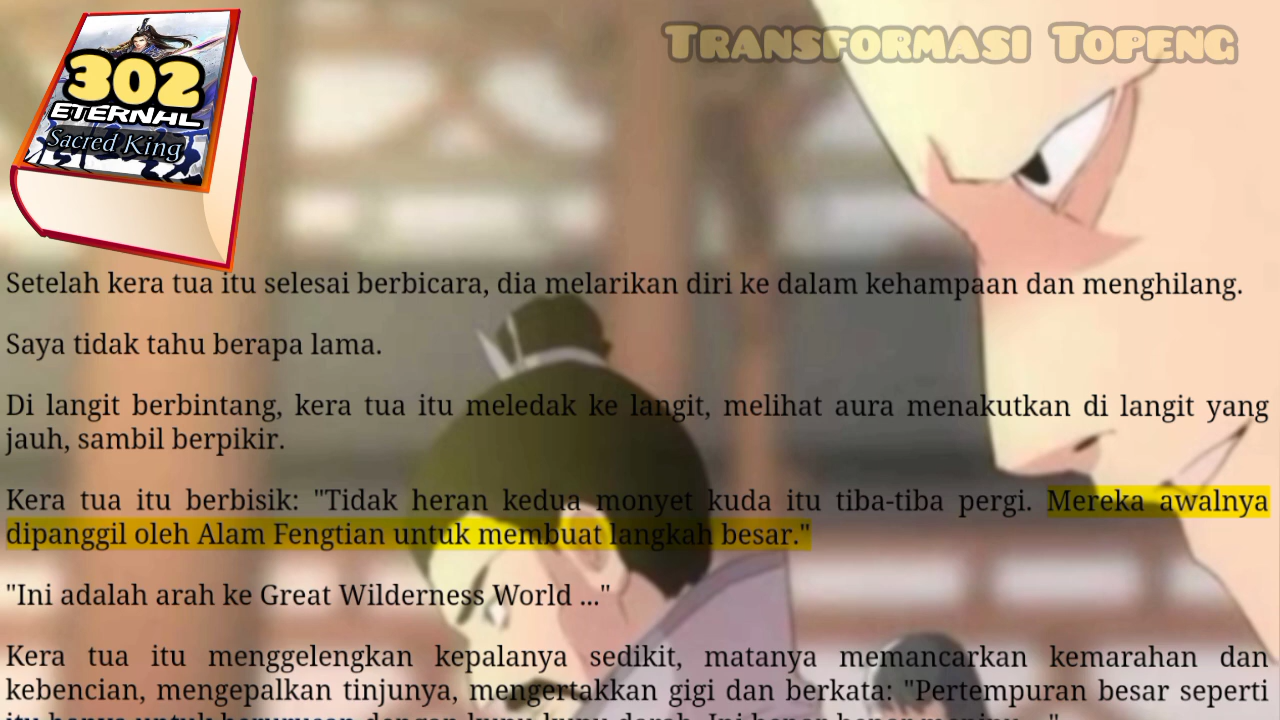 Transformasi Topeng
302
ETERNAL
Sacred King
Setelah kera tua itu selesai berbicara, dia melarikan diri ke dalam kehampaan dan menghilang.
Saya tidak tahu berapa lama.
Di langit berbintang, kera tua itu meledak ke langit, melihat aura menakutkan di langit yang
jauh, sambil berpikir.
Kera tua itu berbisik: "Tidak heran kedua monyet kuda itu tiba-tiba pergi. Mereka awalnya
dipanggil oleh Alam Fengtian untuk membuat langkah besar."
"Ini adalah arah ke Great Wilderness World ..."
Kera tua itu menggelengkan kepalanya sedikit, matanya memancarkan kemarahan dan
kebencian, mengepalkan tinjunya, mengertakkan gigi dan berkata: "Pertempuran besar seperti